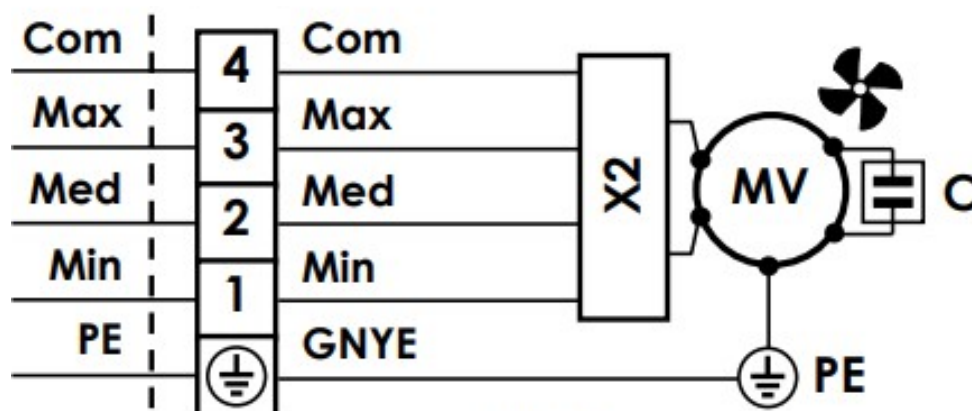 Com 4 Com
Max 3 Max
Med 2 Med
Min 1 Min
PE GNYE
X2
MV
C
PE